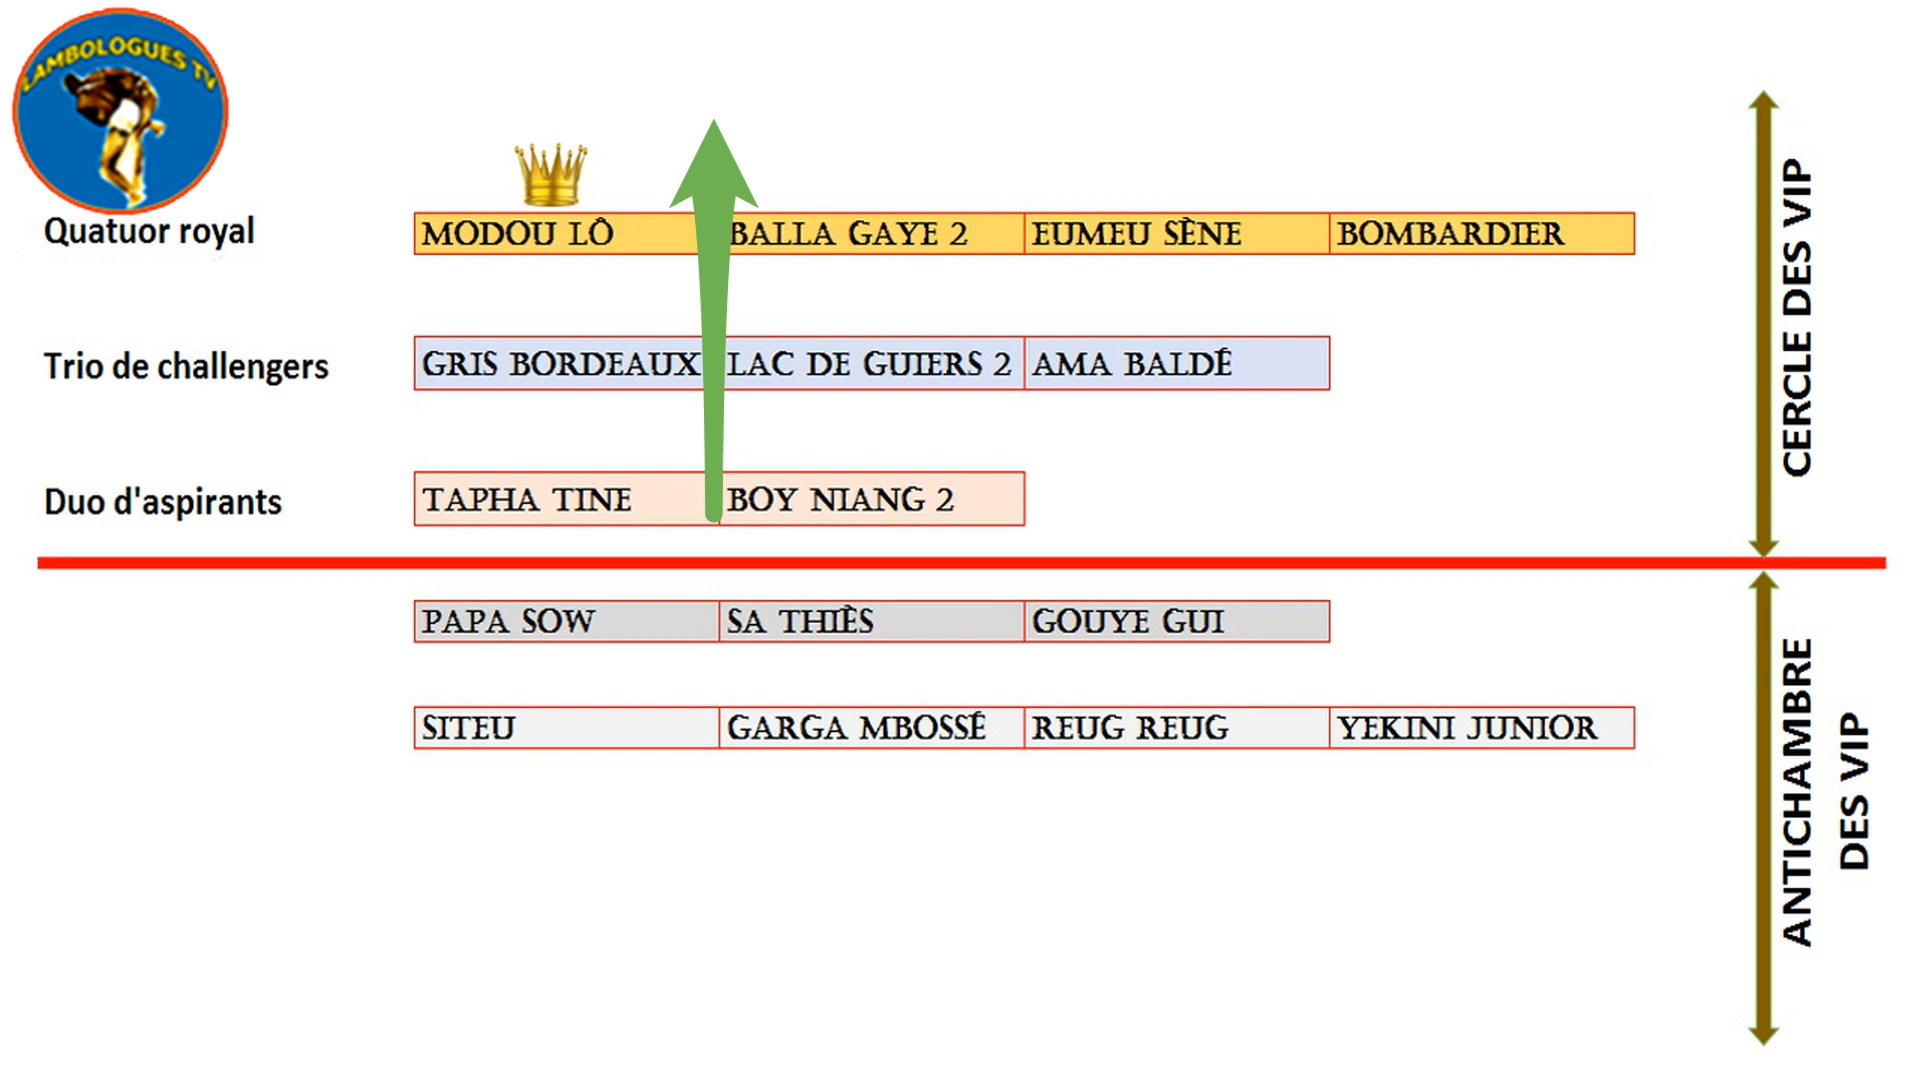 LAMBOLOGUES TV
Quatuor royal
MODOU LÔ BALLA GAYE 2 EUMEU SÈNE BOMBARDIER
Trio de challengers
GRIS BORDEAUX LAC DE GUIERS 2 AMA BALDÉ
Duo d'aspirants
TAPHA TINE BOY NIANG 2
CERCLE DES VIP
PAPA SOW SA THIÈS GOUYE GUI
SITEU GARGA MBOSSÉ REUG REUG YEKINI JUNIOR
ANTICHAMBRE
DES VIP